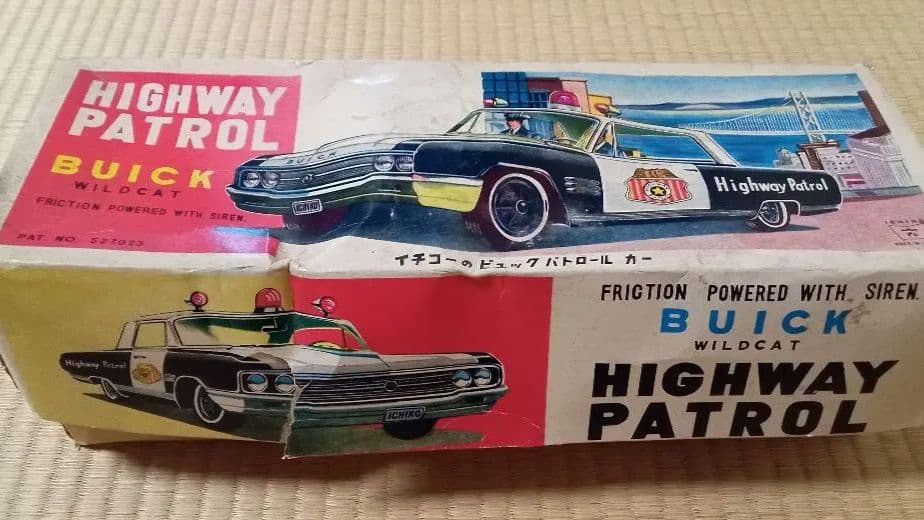 HIGHWAY
PATROL
BUICK
WILDCAT
FRICTION POWERED WITH SIREN.
PAT. NO. 527023
BUICK
ICHIKO
Highway Patrol
イチコーのビュックパトロール カー
ICHIKO
Highway Patrol
ICHIKO
FRICTION POWERED WITH SIREN.
BUICK
WILDCAT
HIGHWAY
PATROL